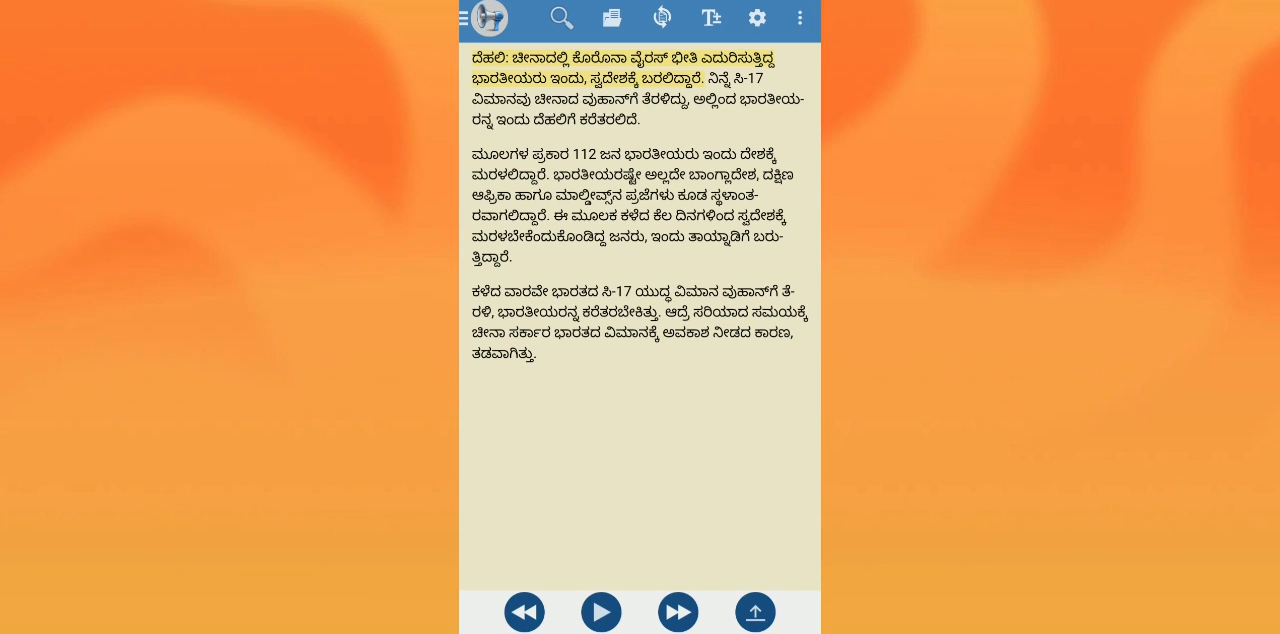 T±
ದೆಹಲಿ: ಚೀನಾದಲ್ಲಿ ಕೊರೊನಾ ವೈರಸ್ ಭೀತಿ ಎದುರಿಸುತ್ತಿದ್ದ
ಭಾರತೀಯರು ಇಂದು, ಸ್ವದೇಶಕ್ಕೆ ಬರಲಿದ್ದಾರೆ. ನಿನ್ನೆ ಸಿ-17
ವಿಮಾನವು ಚೀನಾದ ವುಹಾನ್‌ಗೆ ತೆರಳಿದ್ದು, ಅಲ್ಲಿಂದ ಭಾರತೀಯ-
ರನ್ನ ಇಂದು ದೆಹಲಿಗೆ ಕರೆತರಲಿದೆ.
ಮೂಲಗಳ ಪ್ರಕಾರ 112 ಜನ ಭಾರತೀಯರು ಇಂದು ದೇಶಕ್ಕೆ
ಮರಳಲಿದ್ದಾರೆ. ಭಾರತೀಯರಷ್ಟೇ ಅಲ್ಲದೇ ಬಾಂಗ್ಲಾದೇಶ, ದಕ್ಷಿಣ
ಆಫ್ರಿಕಾ ಹಾಗೂ ಮಾಲ್ಡೀವ್ಸ್‌ನ ಪ್ರಜೆಗಳು ಕೂಡ ಸ್ಥಳಾಂತ-
ರವಾಗಲಿದ್ದಾರೆ. ಈ ಮೂಲಕ ಕಳೆದ ಕೆಲ ದಿನಗಳಿಂದ ಸ್ವದೇಶಕ್ಕೆ
ಮರಳಬೇಕೆಂದುಕೊಂಡಿದ್ದ ಜನರು, ಇಂದು ತಾಯ್ನಾಡಿಗೆ ಬರು-
ತ್ತಿದ್ದಾರೆ.
ಕಳೆದ ವಾರವೇ ಭಾರತದ ಸಿ-17 ಯುದ್ಧ ವಿಮಾನ ವುಹಾನ್‌ಗೆ ತೆ-
ರಳಿ, ಭಾರತೀಯರನ್ನ ಕರೆತರಬೇಕಿತ್ತು. ಆದ್ರೆ ಸರಿಯಾದ ಸಮಯಕ್ಕೆ
ಚೀನಾ ಸರ್ಕಾರ ಭಾರತದ ವಿಮಾನಕ್ಕೆ ಅವಕಾಶ ನೀಡದ ಕಾರಣ,
ತಡವಾಗಿತ್ತು.